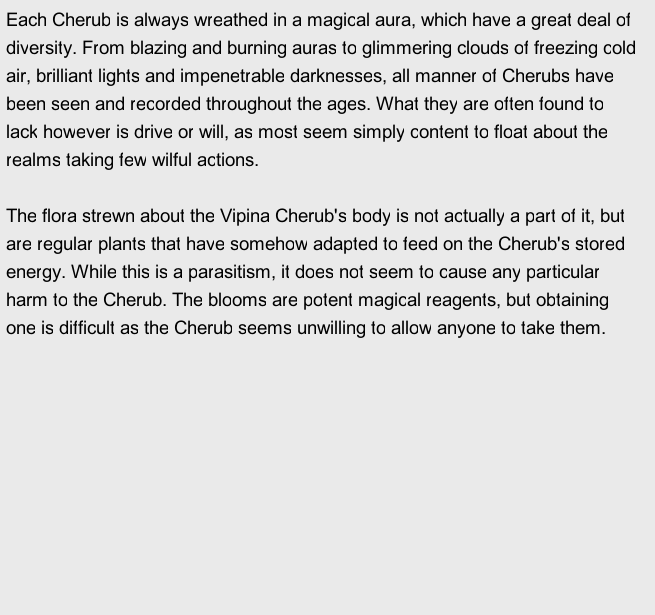 Each Cherub is always wreathed in a magical aura, which have a great deal of
diversity. From blazing and burning auras to glimmering clouds of freezing cold
air, brilliant lights and impenetrable darknesses, all manner of Cherubs have
been seen and recorded throughout the ages. What they are often found to
lack however is drive or will, as most seem simply content to float about the
realms taking few wilful actions.

The flora strewn about the Vipina Cherub's body is not actually a part of it, but
are regular plants that have somehow adapted to feed on the Cherub's stored
energy. While this is a parasitism, it does not seem to cause any particular
harm to the Cherub. The blooms are potent magical reagents, but obtaining
one is difficult as the Cherub seems unwilling to allow anyone to take them.